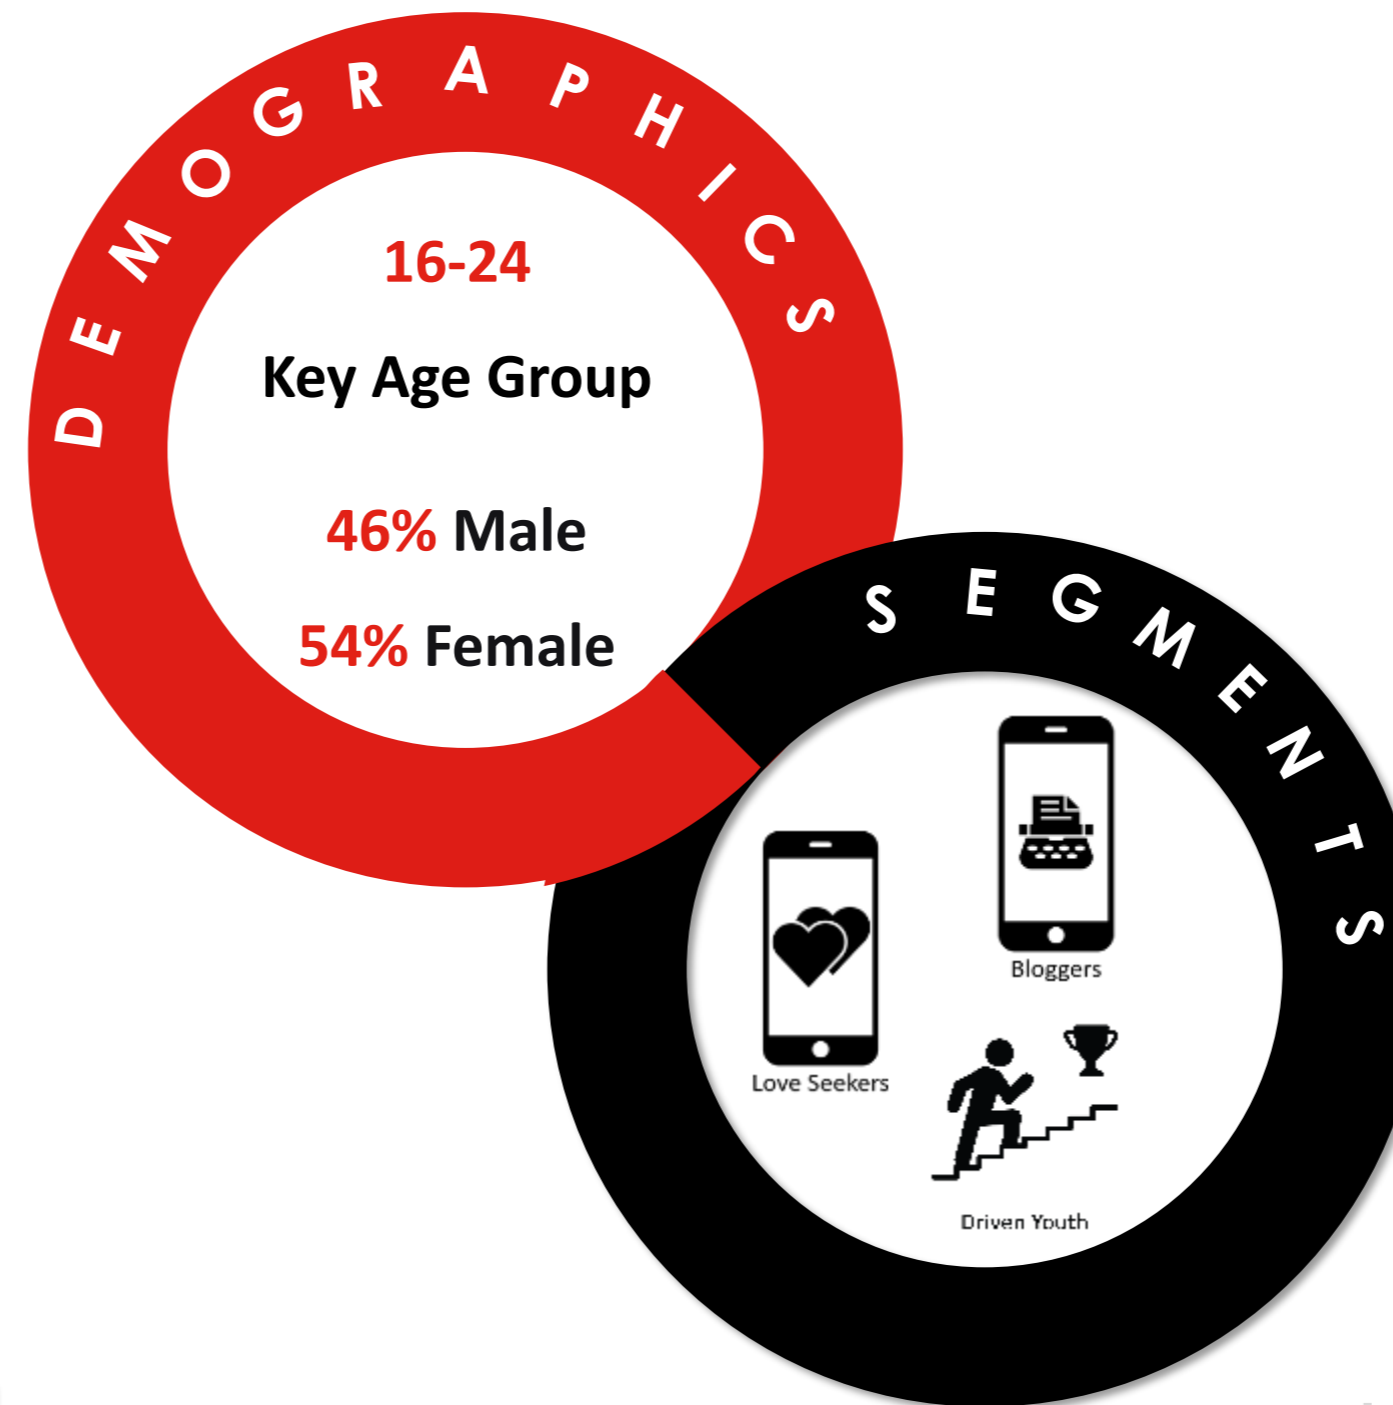 DEMOGRAPHICS
16-24
Key Age Group
46% Male
54% Female
SEGMENTS
Bloggers
Love Seekers
Driven Youth